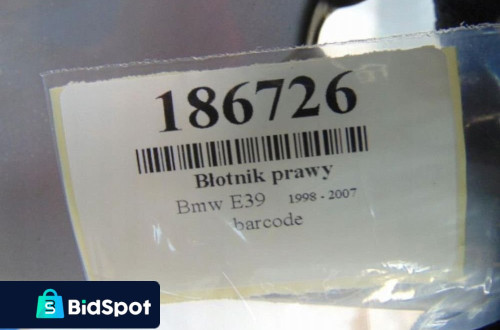 186726
Błotnik prawy
Bmw E39 1998 - 2007
barcode
BidSpot